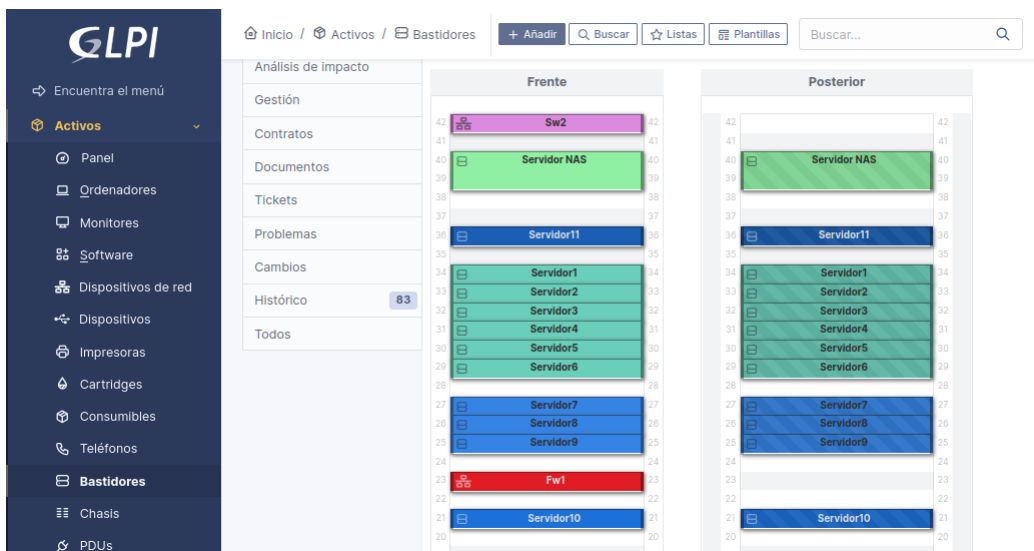 GLPI
Encuentra el menú
Activos
Panel
Ordenadores
Monitores
Software
Dispositivos de red
Dispositivos
Impresoras
Cartridges
Consumibles
Teléfonos
Bastidores
Chasis
PDUs
Inicio / Activos / Bastidores
+ Añadir
Buscar
Listas
Plantillas
Buscar...
Análisis de impacto
Gestión
Contratos
Documentos
Tickets
Problemas
Cambios
Histórico 83
Todos
Frente
42 Sw2 42
41 41
40 Servidor NAS 40
39 39
38 38
37 37
36 Servidor11 36
35 35
34 Servidor1 34
33 Servidor2 33
32 Servidor3 32
31 Servidor4 31
30 Servidor5 30
29 Servidor6 29
28 28
27 Servidor7 27
26 Servidor8 26
25 Servidor9 25
24 24
23 Fw1 23
22 22
21 Servidor10 21
20 20
Posterior
42 42
41 41
40 Servidor NAS 40
39 39
38 38
37 37
36 Servidor11 36
35 35
34 Servidor1 34
33 Servidor2 33
32 Servidor3 32
31 Servidor4 31
30 Servidor5 30
29 Servidor6 29
28 28
27 Servidor7 27
26 Servidor8 26
25 Servidor9 25
24 24
23 23
22 22
21 Servidor10 21
20 20